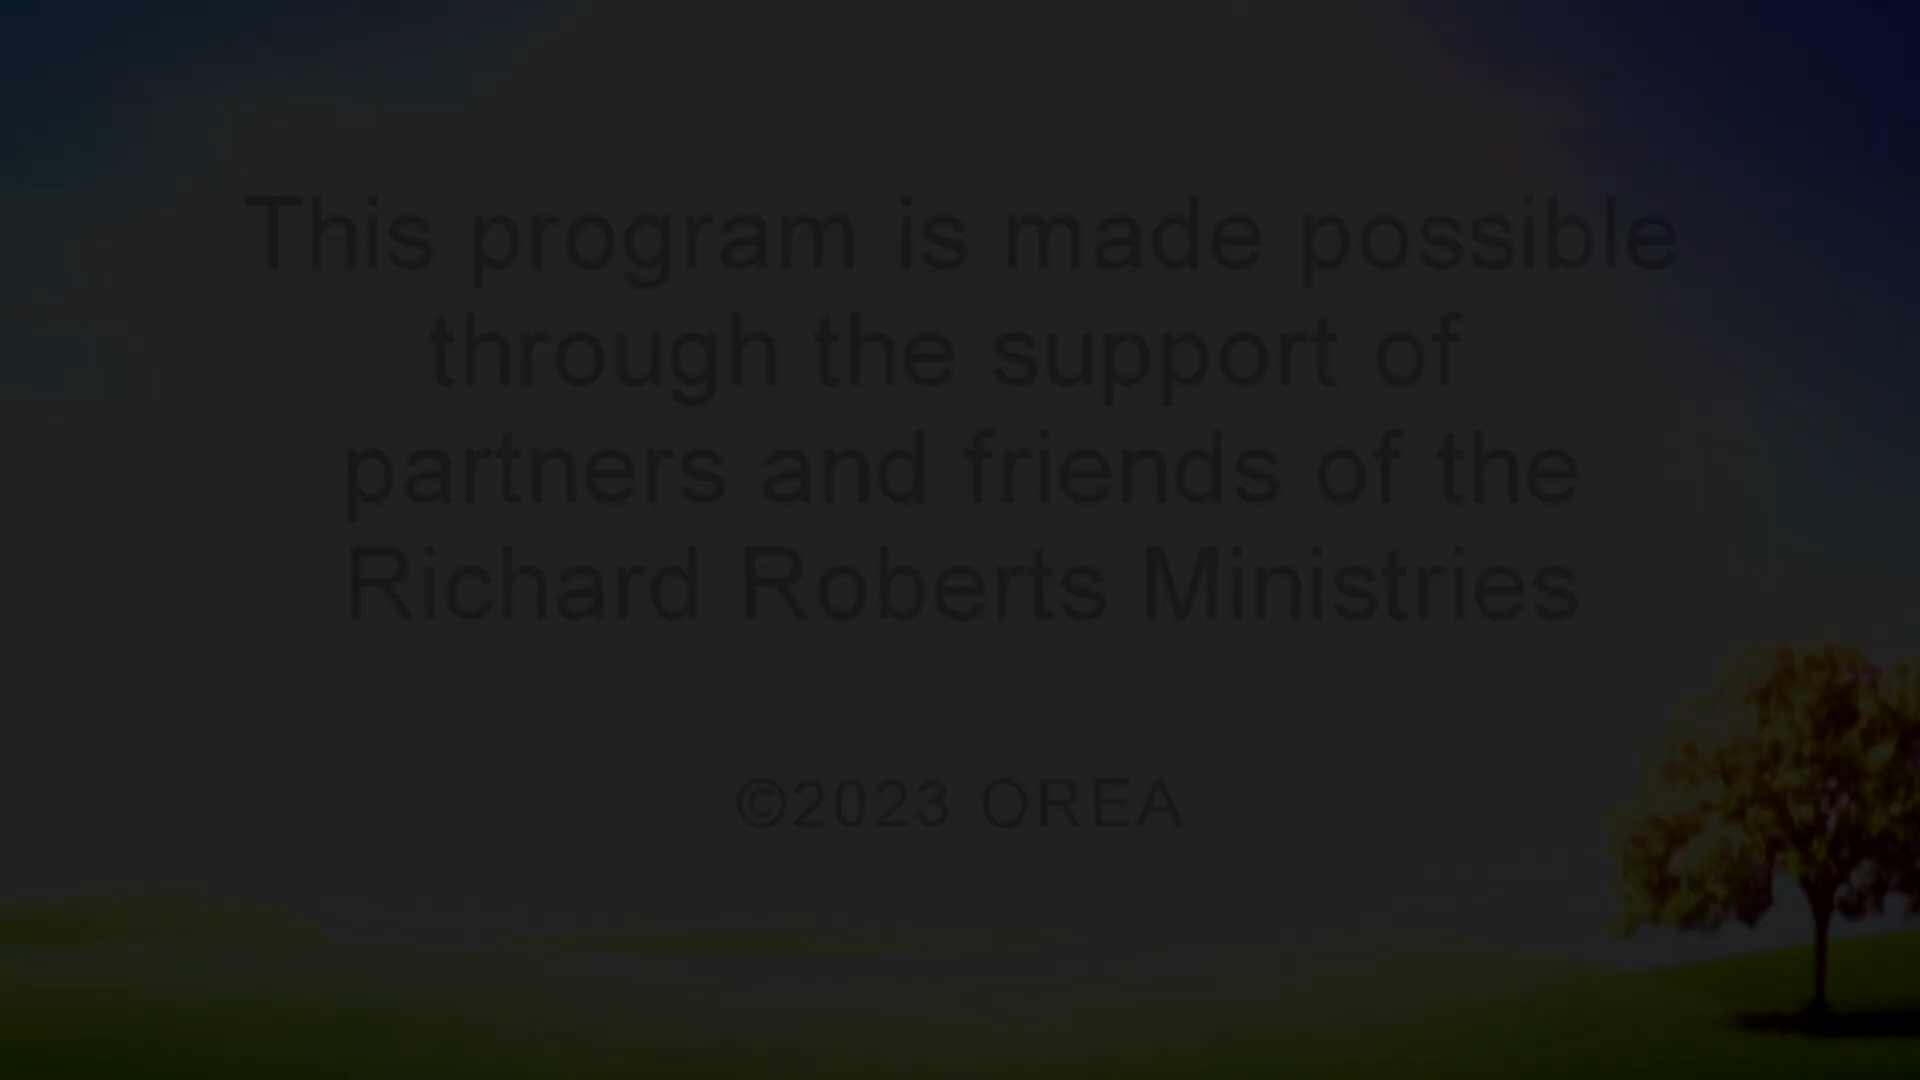 This program is made possible
through the support of
partners and friends of the
Richard Roberts Ministries
©2023 OREA